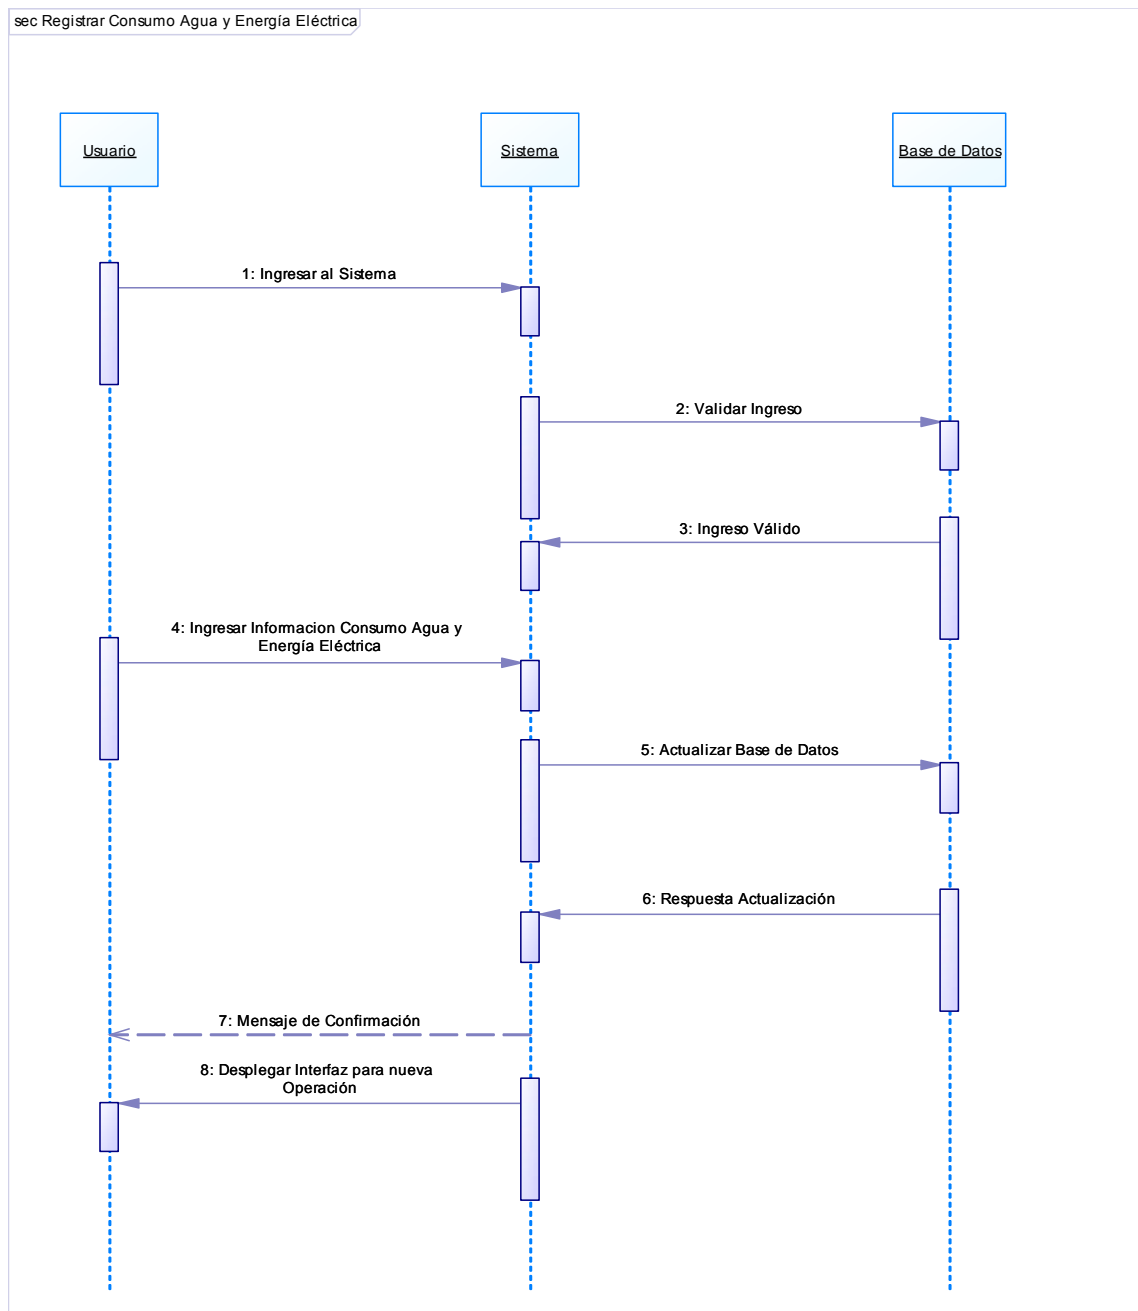 sec Registrar Consumo Agua y Energía Eléctrica
Usuario
Sistema
Base de Datos
1: Ingresar al Sistema
2: Validar Ingreso
3: Ingreso Válido
4: Ingresar Informacion Consumo Agua y
Energía Eléctrica
5: Actualizar Base de Datos
6: Respuesta Actualización
7: Mensaje de Confirmación
8: Desplegar Interfaz para nueva
Operación